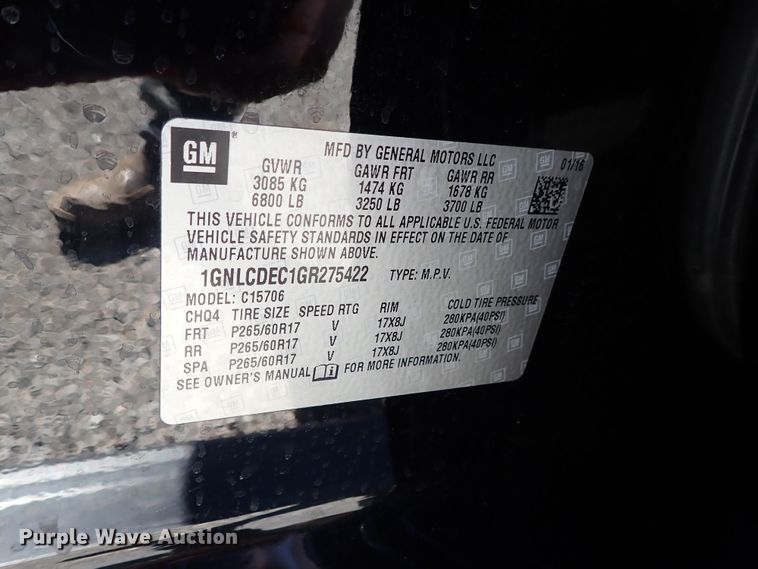 GM ®
MFD BY GENERAL MOTORS LLC 01/16
GVWR GAWR FRT GAWR RR
3085 KG 1474 KG 1678 KG
6800 LB 3250 LB 3700 LB
THIS VEHICLE CONFORMS TO ALL APPLICABLE U.S. FEDERAL MOTOR
VEHICLE SAFETY STANDARDS IN EFFECT ON THE DATE OF
MANUFACTURE SHOWN ABOVE.
1GNLCDEC1GR275422 TYPE: M.P.V.
MODEL: C15706
CHQ4 TIRE SIZE SPEED RTG RIM COLD TIRE PRESSURE
FRT P265/60R17 V 17X8J 280KPA(40PSI)
RR P265/60R17 V 17X8J 280KPA(40PSI)
SPA P265/60R17 V 17X8J 280KPA(40PSI)
SEE OWNER'S MANUAL FOR MORE INFORMATION.
Purple Wave Auction